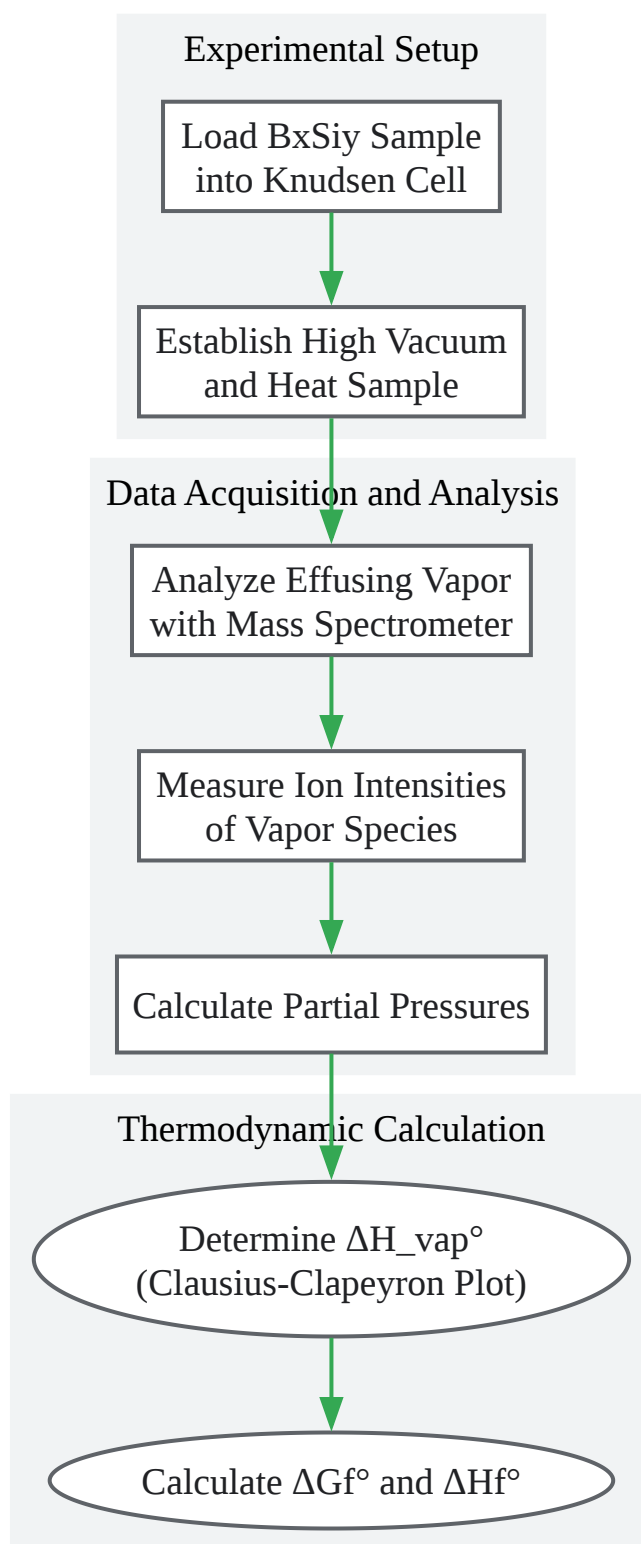 Experimental Setup
Load BxSiy Sample
into Knudsen Cell
Establish High Vacuum
and Heat Sample
Data Acquisition and Analysis
Analyze Effusing Vapor
with Mass Spectrometer
Measure Ion Intensities
of Vapor Species
Calculate Partial Pressures
Thermodynamic Calculation
Determine ΔH_vap°
(Clausius-Clapeyron Plot)
Calculate ΔGf° and ΔHf°